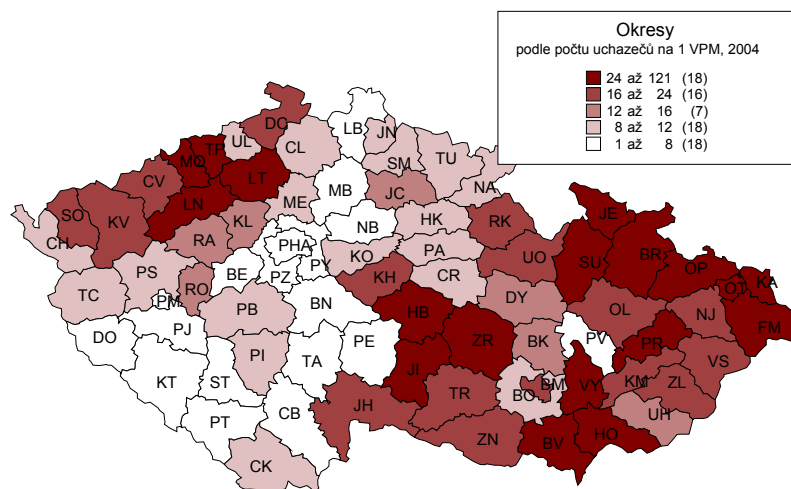 Okresy
podle počtu uchazečů na 1 VPM, 2004
24 až 121 (18)
16 až 24 (16)
12 až 16 (7)
8 až 12 (18)
1 až 8 (18)
DC
LB
JN
UL
TP
MO
CL
SM
TU
CV
LT
MB
JC
NA
LN
ME
SO
KV
KL
NB
HK
RK
JE
CH
RA
PHA
KO
PA
UO
SU
BR
PS
BE
PY
PZ
KH
CR
OP
KA
TC
RO
OT
PM
PB
BN
DY
OL
NJ
PJ
HB
FM
DO
PE
ZR
BK
PV
PR
PI
TA
JI
VS
KT
ST
BM
KM
ZL
TR
BO
VY
JH
UH
PT
CB
ZN
BV
HO
CK